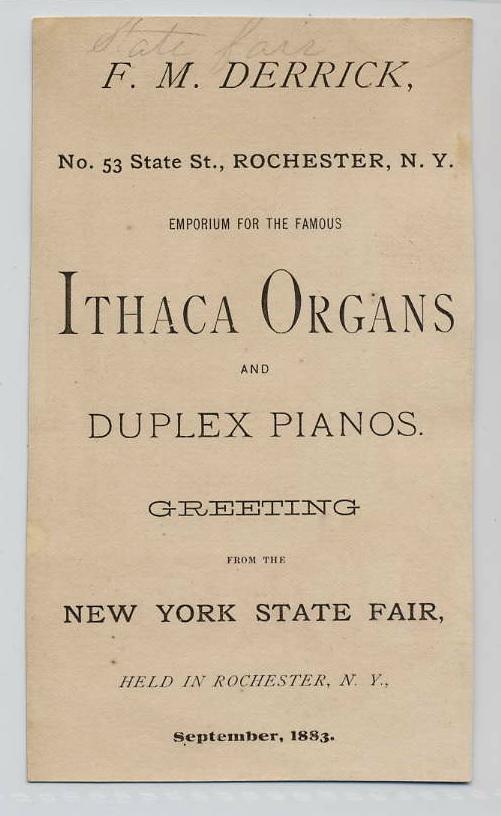 State fair
F. M. DERRICK,
No. 53 State St., ROCHESTER, N. Y.
EMPORIUM FOR THE FAMOUS
ITHACA ORGANS
AND
DUPLEX PIANOS.
GREETING
FROM THE
NEW YORK STATE FAIR,
HELD IN ROCHESTER, N. Y.,
September, 1883.